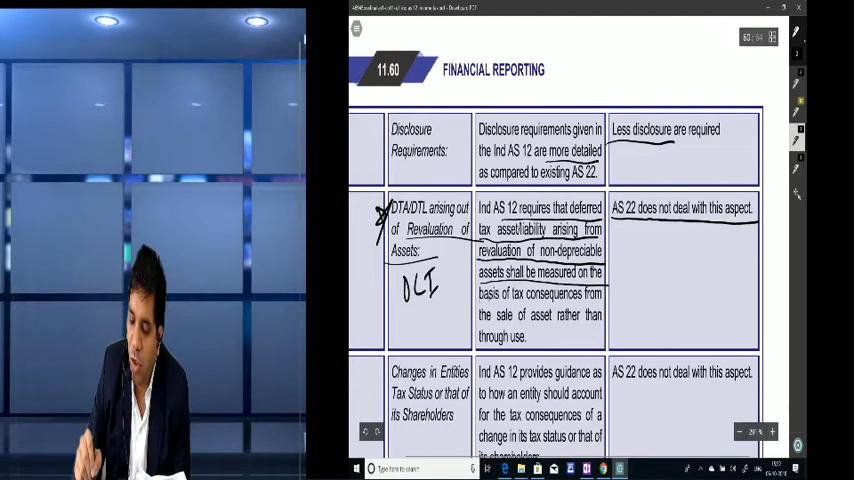 11.60 FINANCIAL REPORTING
60 / 64
Disclosure
Requirements:
Disclosure requirements given in
the Ind AS 12 are more detailed
as compared to existing AS 22.
Less disclosure are required
DTA/DTL arising out
of Revaluation of
Assets:
DLI
Ind AS 12 requires that deferred
tax asset/liability arising from
revaluation of non-depreciable
assets shall be measured on the
basis of tax consequences from
the sale of asset rather than
through use.
AS 22 does not deal with this aspect.
Changes in Entities
Tax Status or that of
its Shareholders
Ind AS 12 provides guidance as
to how an entity should account
for the tax consequences of a
change in its tax status or that of
its shareholders
AS 22 does not deal with this aspect.
Type here to search
ENG